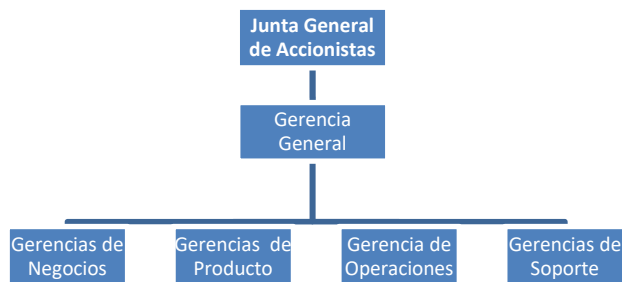 Junta General
de Accionistas
Gerencia
General
Gerencias de
Negocios
Gerencias de
Producto
Gerencia de
Operaciones
Gerencias de
Soporte